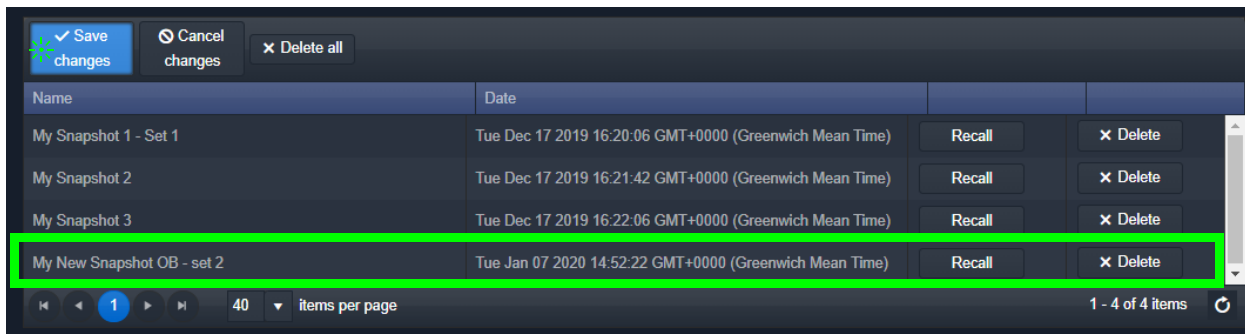 ✓ Save changes
Cancel changes
× Delete all
Name Date
My Snapshot 1 - Set 1 Tue Dec 17 2019 16:20:06 GMT+0000 (Greenwich Mean Time) Recall × Delete
My Snapshot 2 Tue Dec 17 2019 16:21:42 GMT+0000 (Greenwich Mean Time) Recall × Delete
My Snapshot 3 Tue Dec 17 2019 16:22:06 GMT+0000 (Greenwich Mean Time) Recall × Delete
My New Snapshot OB - set 2 Tue Jan 07 2020 14:52:22 GMT+0000 (Greenwich Mean Time) Recall × Delete
1 40 items per page 1 - 4 of 4 items